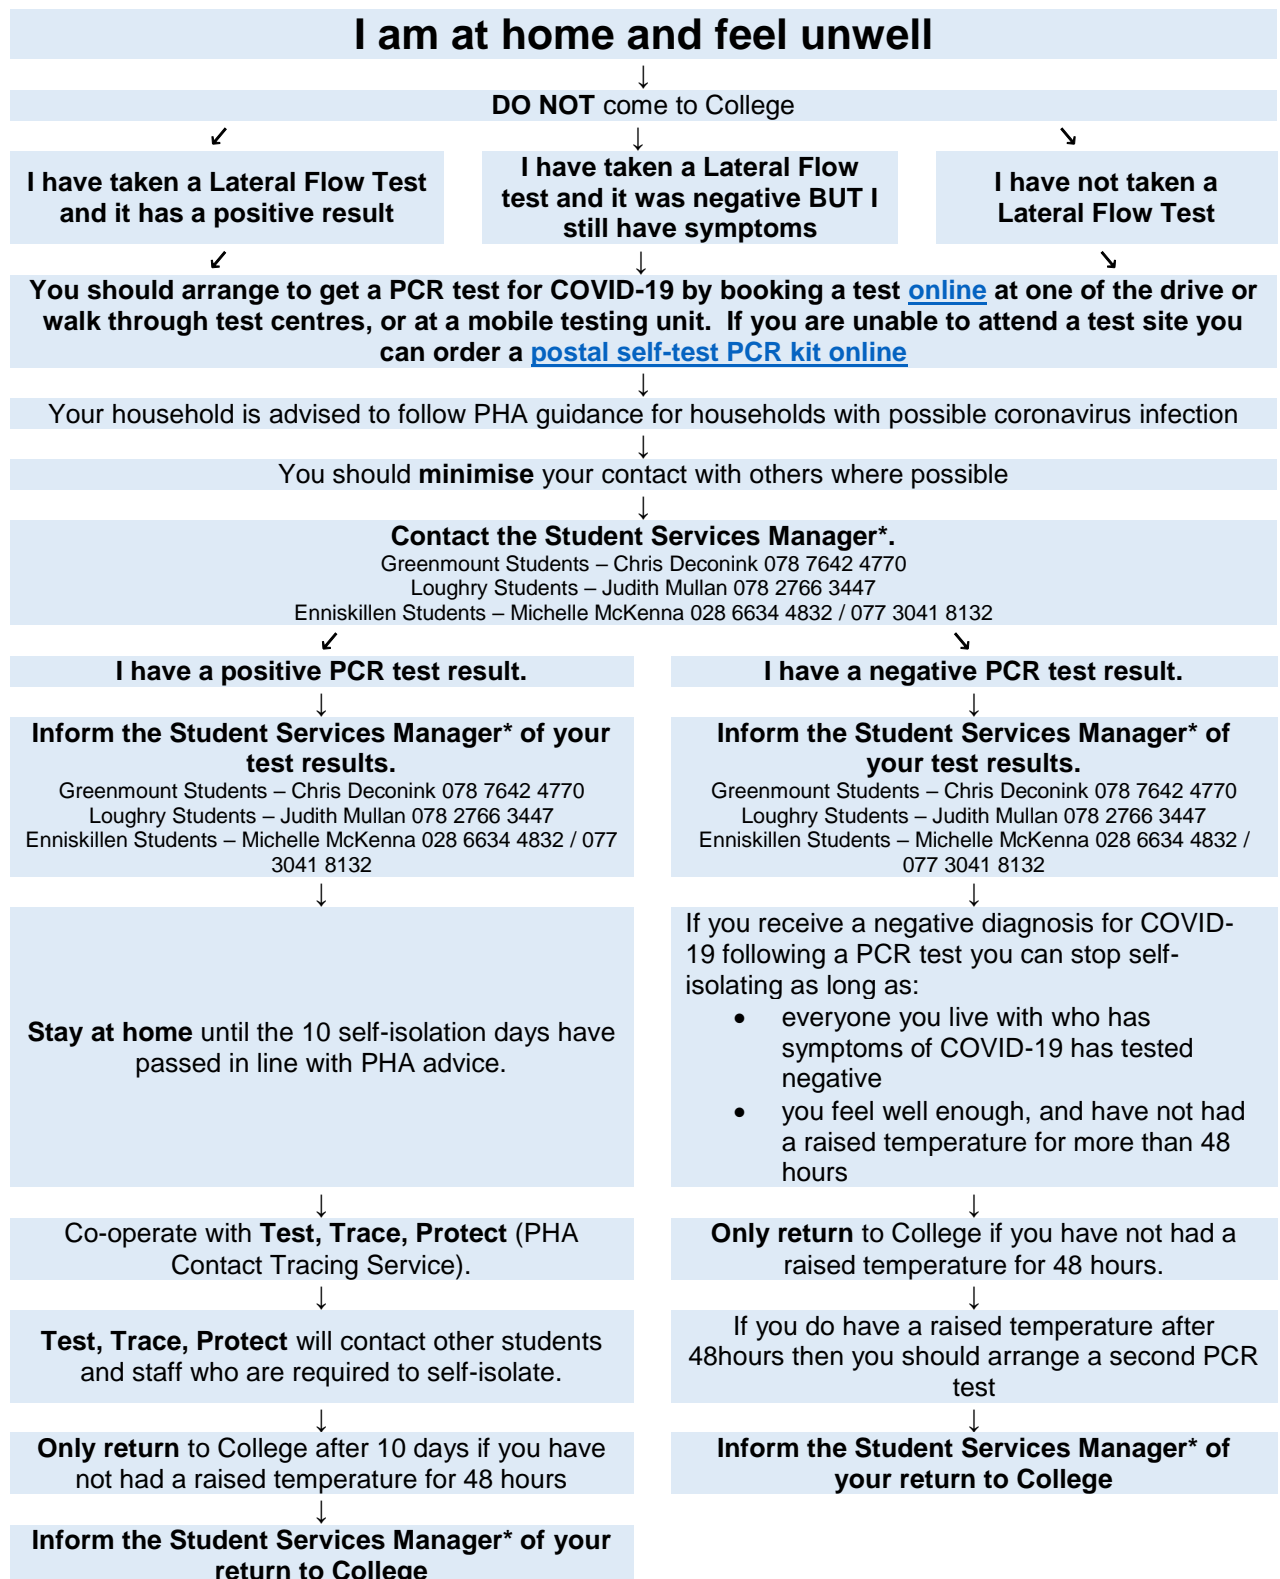 I am at home and feel unwell
↓
DO NOT come to College
↙ ↓ ↘
I have taken a Lateral Flow Test
and it has a positive result
I have taken a Lateral Flow
test and it was negative BUT I
still have symptoms
I have not taken a
Lateral Flow Test
↙ ↓ ↘
You should arrange to get a PCR test for COVID-19 by booking a test online at one of the drive or
walk through test centres, or at a mobile testing unit.  If you are unable to attend a test site you
can order a postal self-test PCR kit online
↓
Your household is advised to follow PHA guidance for households with possible coronavirus infection
↓
You should minimise your contact with others where possible
↓
Contact the Student Services Manager*.
Greenmount Students – Chris Deconink 078 7642 4770
Loughry Students – Judith Mullan 078 2766 3447
Enniskillen Students – Michelle McKenna 028 6634 4832 / 077 3041 8132
↙ ↘
I have a positive PCR test result.
↓
Inform the Student Services Manager* of your
test results.
Greenmount Students – Chris Deconink 078 7642 4770
Loughry Students – Judith Mullan 078 2766 3447
Enniskillen Students – Michelle McKenna 028 6634 4832 / 077
3041 8132
↓
Stay at home until the 10 self-isolation days have
passed in line with PHA advice.
↓
Co-operate with Test, Trace, Protect (PHA
Contact Tracing Service).
↓
Test, Trace, Protect will contact other students
and staff who are required to self-isolate.
↓
Only return to College after 10 days if you have
not had a raised temperature for 48 hours
↓
Inform the Student Services Manager* of your
return to College
I have a negative PCR test result.
↓
Inform the Student Services Manager* of
your test results.
Greenmount Students – Chris Deconink 078 7642 4770
Loughry Students – Judith Mullan 078 2766 3447
Enniskillen Students – Michelle McKenna 028 6634 4832 /
077 3041 8132
↓
If you receive a negative diagnosis for COVID-
19 following a PCR test you can stop self-
isolating as long as:
• everyone you live with who has
symptoms of COVID-19 has tested
negative
• you feel well enough, and have not had
a raised temperature for more than 48
hours
↓
Only return to College if you have not had a
raised temperature for 48 hours.
↓
If you do have a raised temperature after
48hours then you should arrange a second PCR
test
↓
Inform the Student Services Manager* of
your return to College